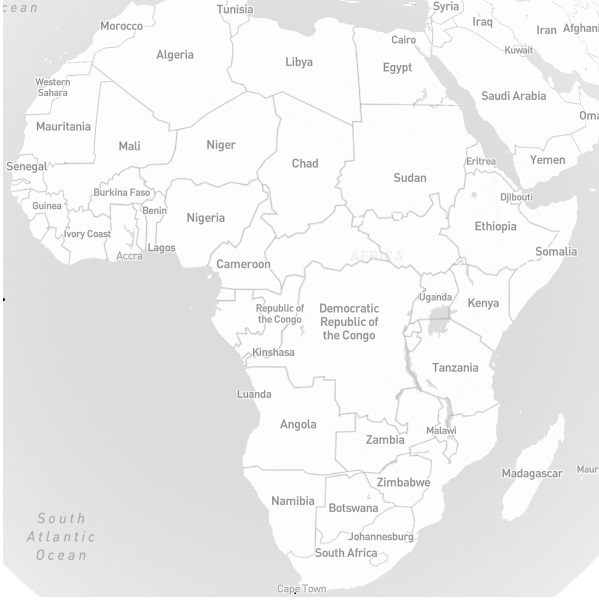 cean
Tunisia
Syria
Morocco
Iraq
Iran
Afghani
Cairo
Kuwait
Algeria
Libya
Egypt
Western
Sahara
Saudi Arabia
Oma
Mauritania
Mali
Niger
Chad
Eritrea
Yemen
Senegal
Sudan
Burkina Faso
Djibouti
Guinea
Benin
Nigeria
Ethiopia
Ivory Coast
Lagos
Accra
Somalia
AFRICA
Cameroon
Uganda
Kenya
Republic of
the Congo
Democratic
Republic of
the Congo
Kinshasa
Tanzania
Luanda
Angola
Malawi
Zambia
Madagascar
Maur
Zimbabwe
Namibia
Botswana
South
Atlantic
Ocean
Johannesburg
South Africa
Cape Town